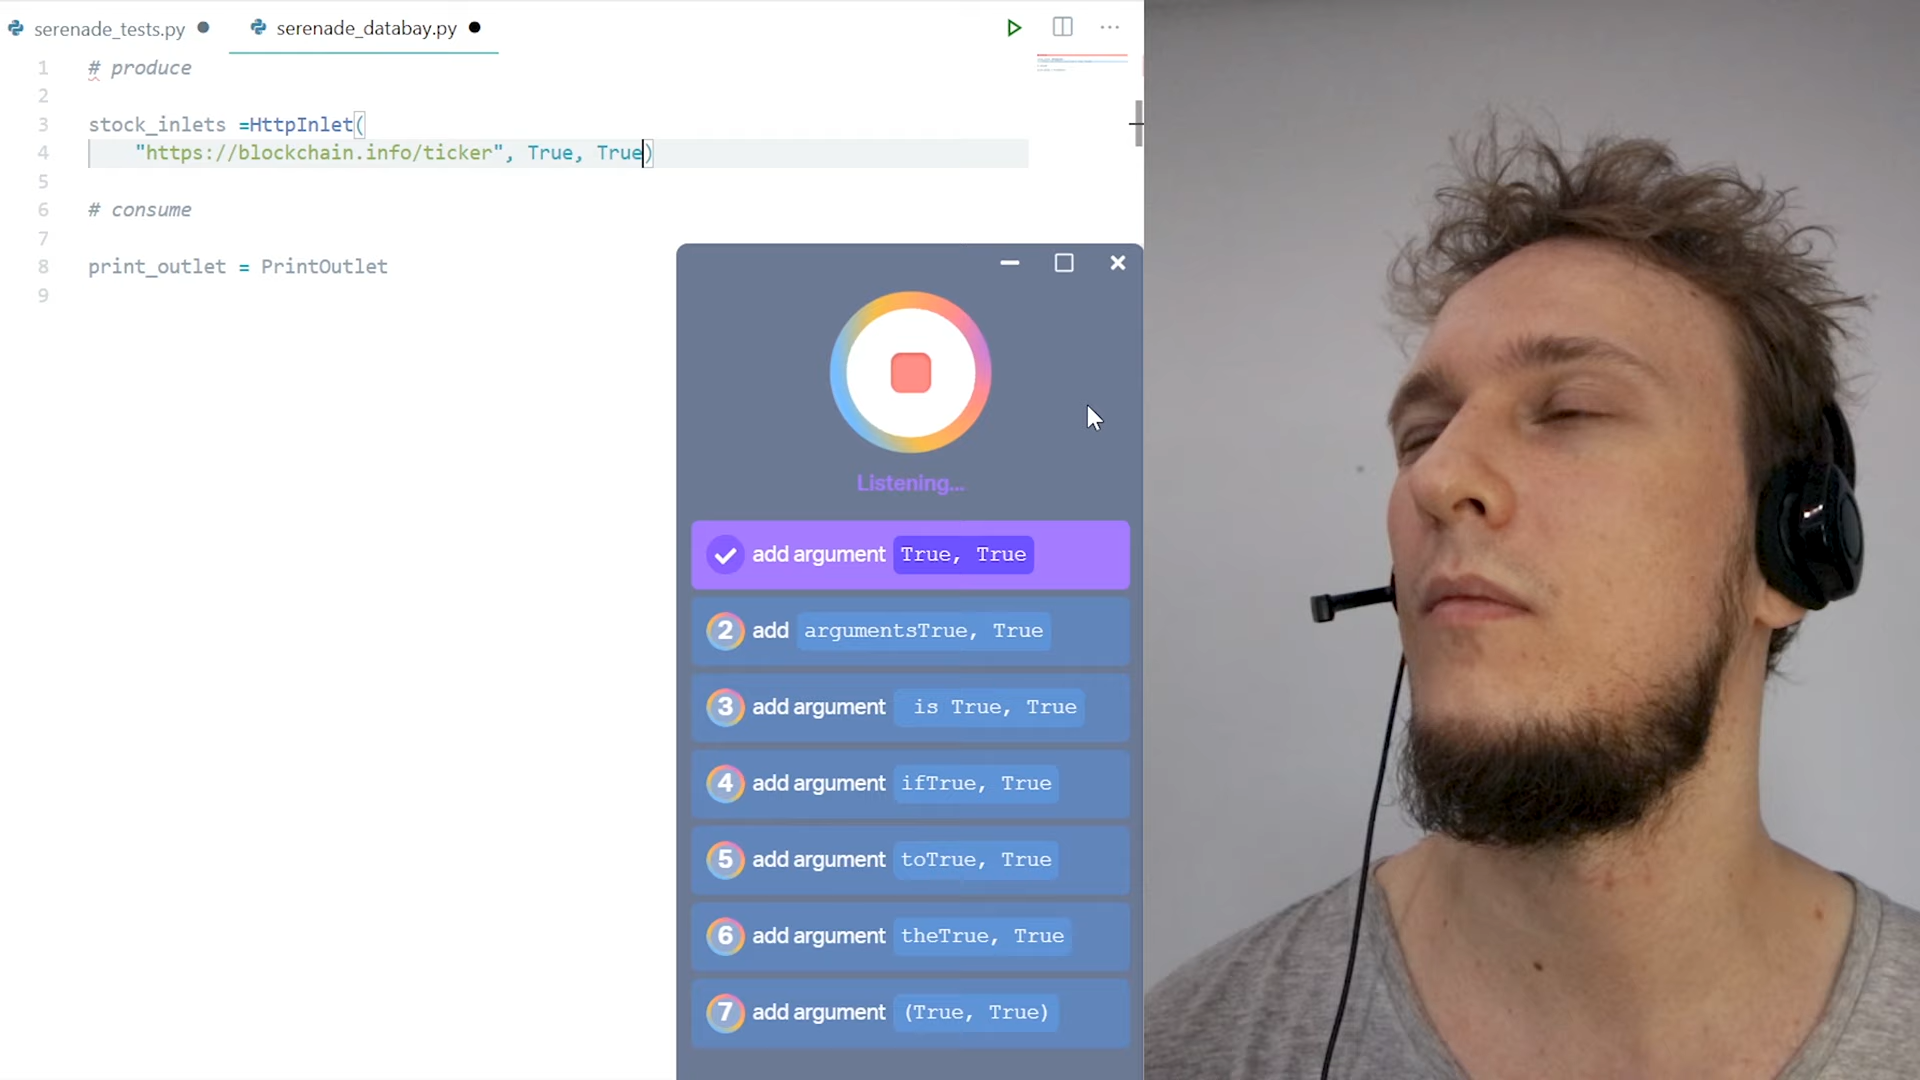 serenade_tests.py
serenade_databay.py
1 # produce
2
3 stock_inlets =HttpInlet(
4 "https://blockchain.info/ticker", True, True)
5
6 # consume
7
8 print_outlet = PrintOutlet
9
Listening...
add argument True, True
2 add argumentsTrue, True
3 add argument is True, True
4 add argument ifTrue, True
5 add argument toTrue, True
6 add argument theTrue, True
7 add argument (True, True)